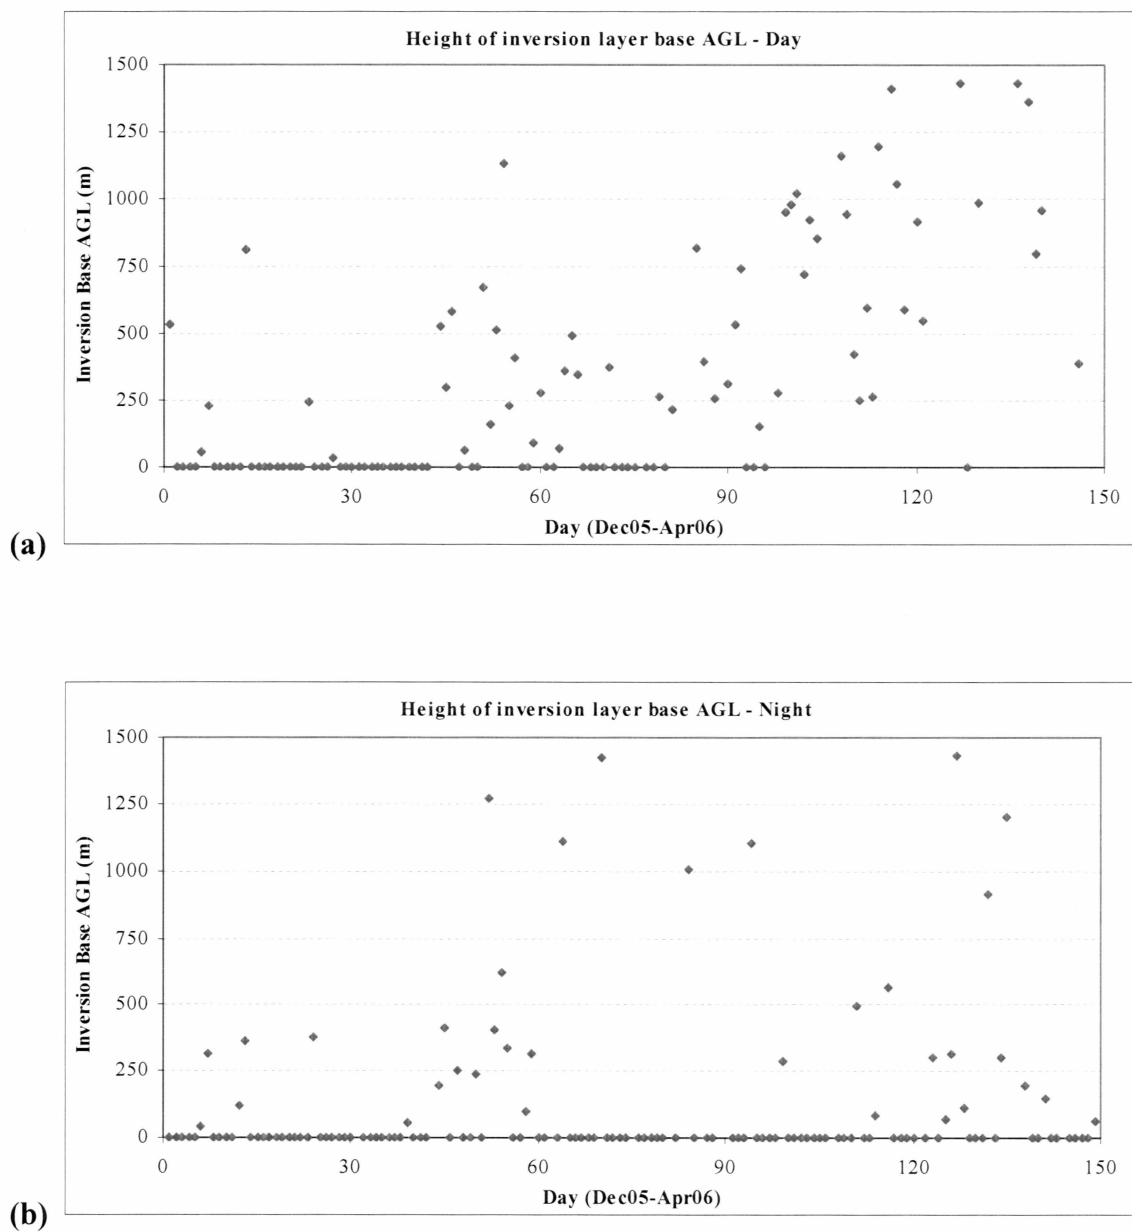 Height of inversion layer base AGL - Day
1500
1250
1000
750
500
250
0
Inversion Base AGL (m)
0 30 60 90 120 150
Day (Dec05-Apr06)
(a)
Height of inversion layer base AGL - Night
1500
1250
1000
750
500
250
0
Inversion Base AGL (m)
0 30 60 90 120 150
Day (Dec05-Apr06)
(b)